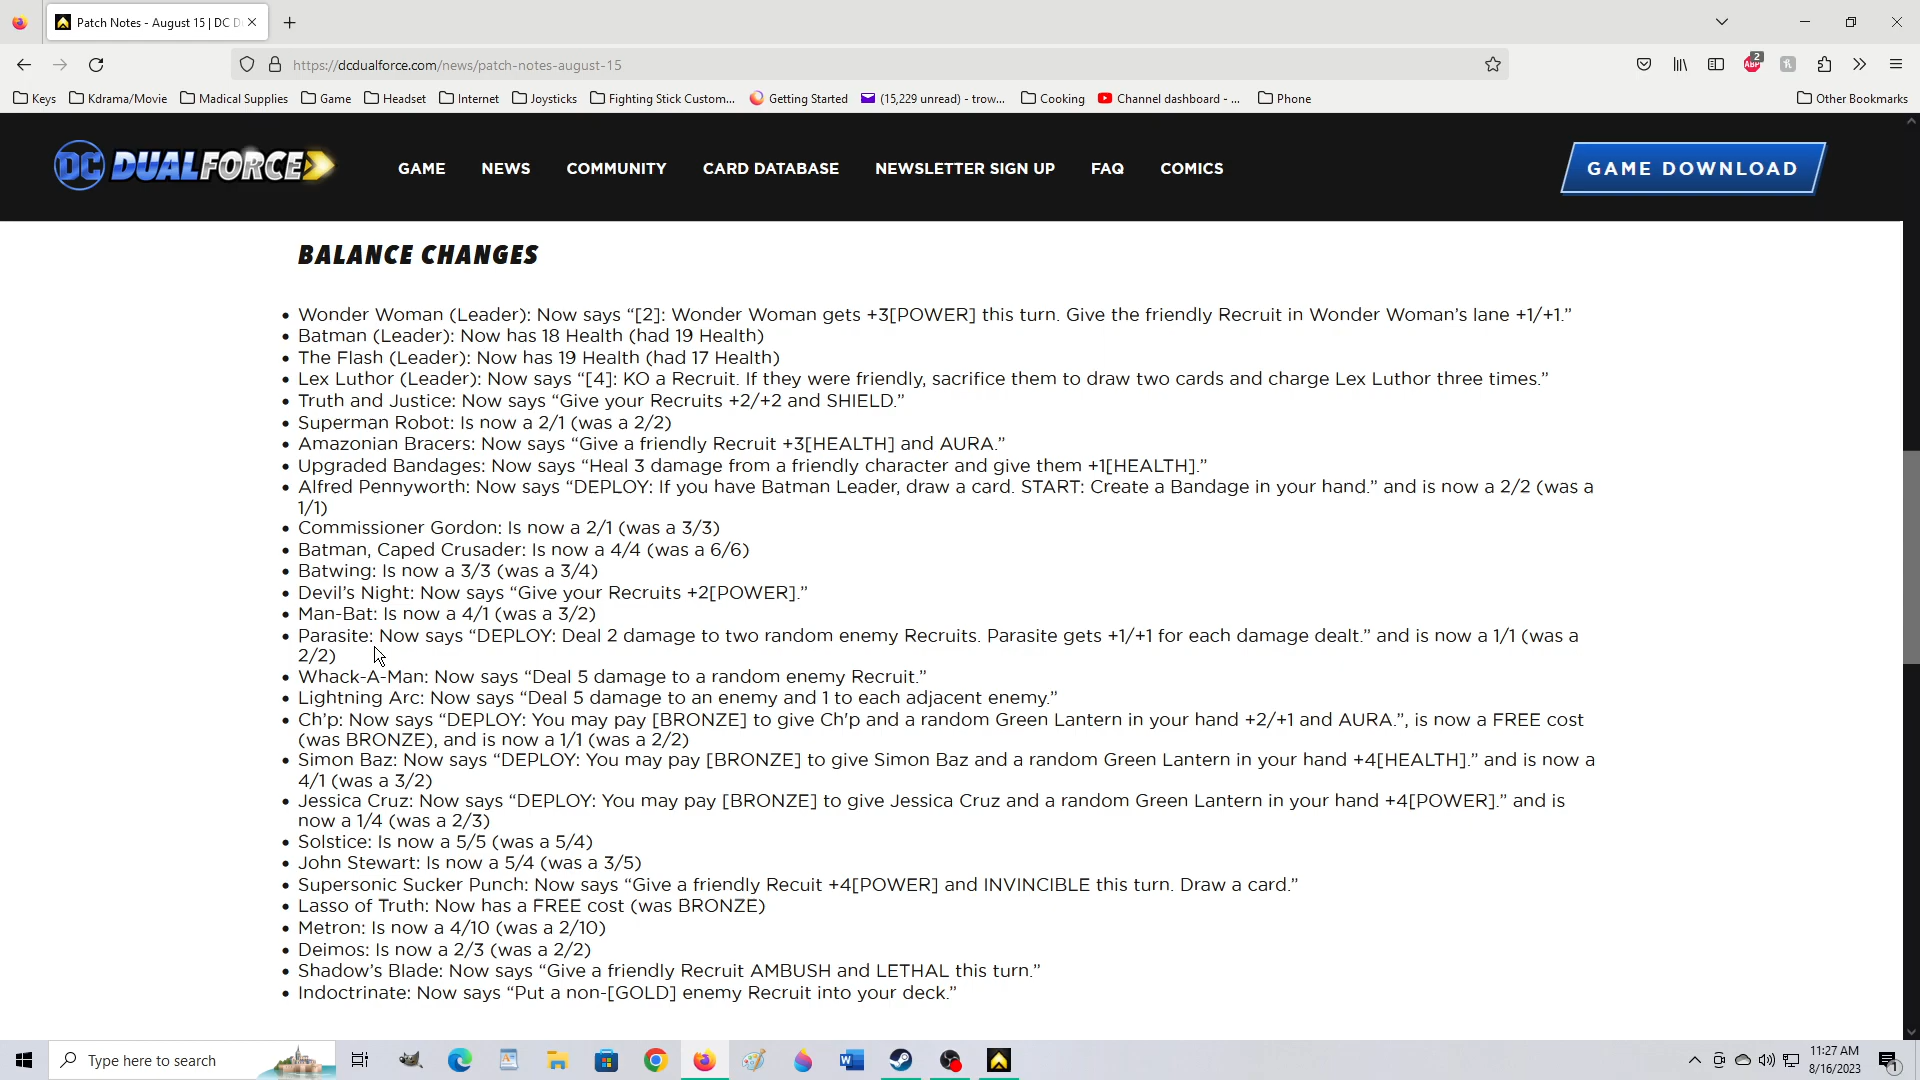 Patch Notes - August 15 | DC D
https://dcdualforce.com/news/patch-notes-august-15
2
Keys
Kdrama/Movie
Madical Supplies
Game
Headset
Internet
Joysticks
Fighting Stick Custom...
Getting Started
(15,229 unread) - trow...
Cooking
Channel dashboard - ...
Phone
Other Bookmarks
DC DUALFORCE
GAME
NEWS
COMMUNITY
CARD DATABASE
NEWSLETTER SIGN UP
FAQ
COMICS
GAME DOWNLOAD
BALANCE CHANGES
• Wonder Woman (Leader): Now says “[2]: Wonder Woman gets +3[POWER] this turn. Give the friendly Recruit in Wonder Woman’s lane +1/+1.”
• Batman (Leader): Now has 18 Health (had 19 Health)
• The Flash (Leader): Now has 19 Health (had 17 Health)
• Lex Luthor (Leader): Now says “[4]: KO a Recruit. If they were friendly, sacrifice them to draw two cards and charge Lex Luthor three times.”
• Truth and Justice: Now says “Give your Recruits +2/+2 and SHIELD.”
• Superman Robot: Is now a 2/1 (was a 2/2)
• Amazonian Bracers: Now says “Give a friendly Recruit +3[HEALTH] and AURA.”
• Upgraded Bandages: Now says “Heal 3 damage from a friendly character and give them +1[HEALTH].”
• Alfred Pennyworth: Now says “DEPLOY: If you have Batman Leader, draw a card. START: Create a Bandage in your hand.” and is now a 2/2 (was a
1/1)
• Commissioner Gordon: Is now a 2/1 (was a 3/3)
• Batman, Caped Crusader: Is now a 4/4 (was a 6/6)
• Batwing: Is now a 3/3 (was a 3/4)
• Devil’s Night: Now says “Give your Recruits +2[POWER].”
• Man-Bat: Is now a 4/1 (was a 3/2)
• Parasite: Now says “DEPLOY: Deal 2 damage to two random enemy Recruits. Parasite gets +1/+1 for each damage dealt.” and is now a 1/1 (was a
2/2)
• Whack-A-Man: Now says “Deal 5 damage to a random enemy Recruit.”
• Lightning Arc: Now says “Deal 5 damage to an enemy and 1 to each adjacent enemy.”
• Ch’p: Now says “DEPLOY: You may pay [BRONZE] to give Ch'p and a random Green Lantern in your hand +2/+1 and AURA.”, is now a FREE cost
(was BRONZE), and is now a 1/1 (was a 2/2)
• Simon Baz: Now says “DEPLOY: You may pay [BRONZE] to give Simon Baz and a random Green Lantern in your hand +4[HEALTH].” and is now a
4/1 (was a 3/2)
• Jessica Cruz: Now says “DEPLOY: You may pay [BRONZE] to give Jessica Cruz and a random Green Lantern in your hand +4[POWER].” and is
now a 1/4 (was a 2/3)
• Solstice: Is now a 5/5 (was a 5/4)
• John Stewart: Is now a 5/4 (was a 3/5)
• Supersonic Sucker Punch: Now says “Give a friendly Recuit +4[POWER] and INVINCIBLE this turn. Draw a card.”
• Lasso of Truth: Now has a FREE cost (was BRONZE)
• Metron: Is now a 4/10 (was a 2/10)
• Deimos: Is now a 2/3 (was a 2/2)
• Shadow’s Blade: Now says “Give a friendly Recruit AMBUSH and LETHAL this turn.”
• Indoctrinate: Now says “Put a non-[GOLD] enemy Recruit into your deck.”
Type here to search
11:27 AM
8/16/2023
1